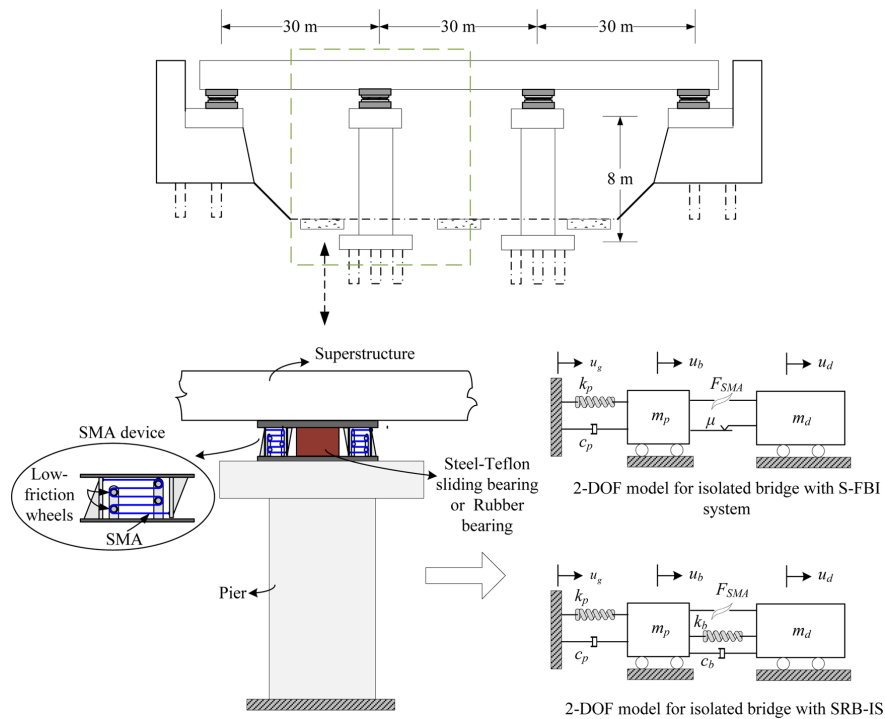 30 m
30 m
30 m
8 m
Superstructure
SMA device
Low-
friction
wheels
SMA
Steel-Teflon
sliding bearing
or Rubber
bearing
Pier
u_g
u_b
u_d
k_p
F_SMA
m_p
μ
m_d
c_p
2-DOF model for isolated bridge with S-FBI
system
u_g
u_b
u_d
k_p
F_SMA
m_p
k_b
m_d
c_p
c_b
2-DOF model for isolated bridge with SRB-IS